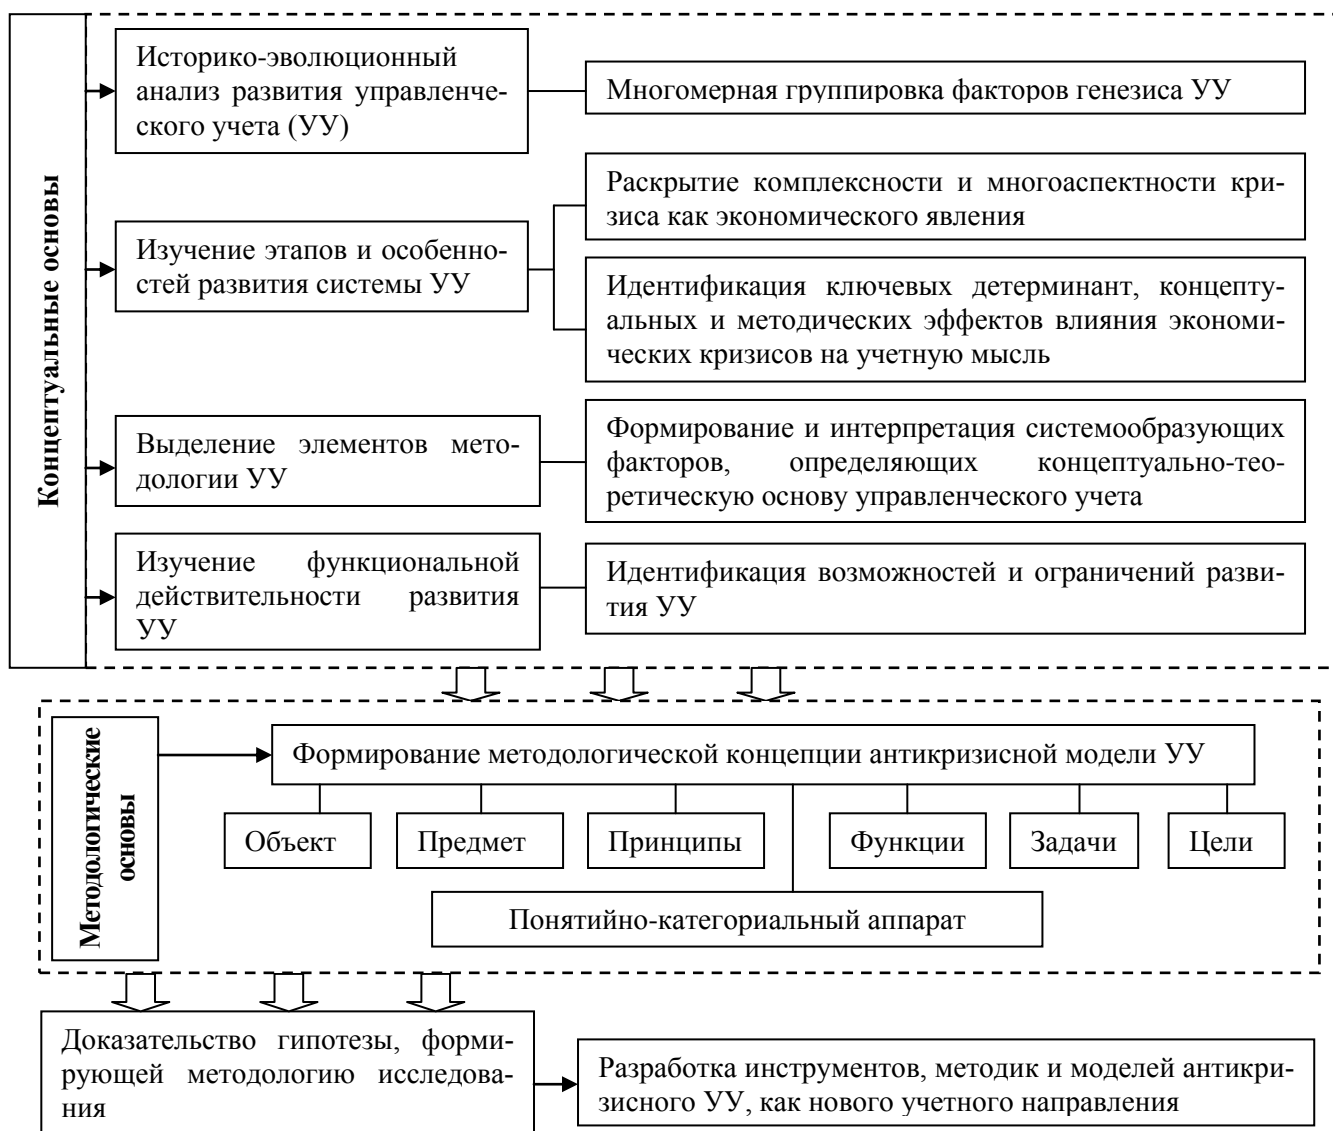 Концептуальные основы
Историко-эволюционный
анализ развития управленче-
ского учета (УУ)
Многомерная группировка факторов генезиса УУ
Изучение этапов и особенно-
стей развития системы УУ
Раскрытие комплексности и многоаспектности кри-
зиса как экономического явления
Идентификация ключевых детерминант, концепту-
альных и методических эффектов влияния экономи-
ческих кризисов на учетную мысль
Выделение элементов мето-
дологии УУ
Формирование и интерпретация системообразующих
факторов, определяющих концептуально-тео-
ретическую основу управленческого учета
Изучение функциональной
действительности развития
УУ
Идентификация возможностей и ограничений разви-
тия УУ
Методологические
основы
Формирование методологической концепции антикризисной модели УУ
Объект
Предмет
Принципы
Функции
Задачи
Цели
Понятийно-категориальный аппарат
Доказательство гипотезы, форми-
рующей методологию исследова-
ния
Разработка инструментов, методик и моделей антикри-
зисного УУ, как нового учетного направления